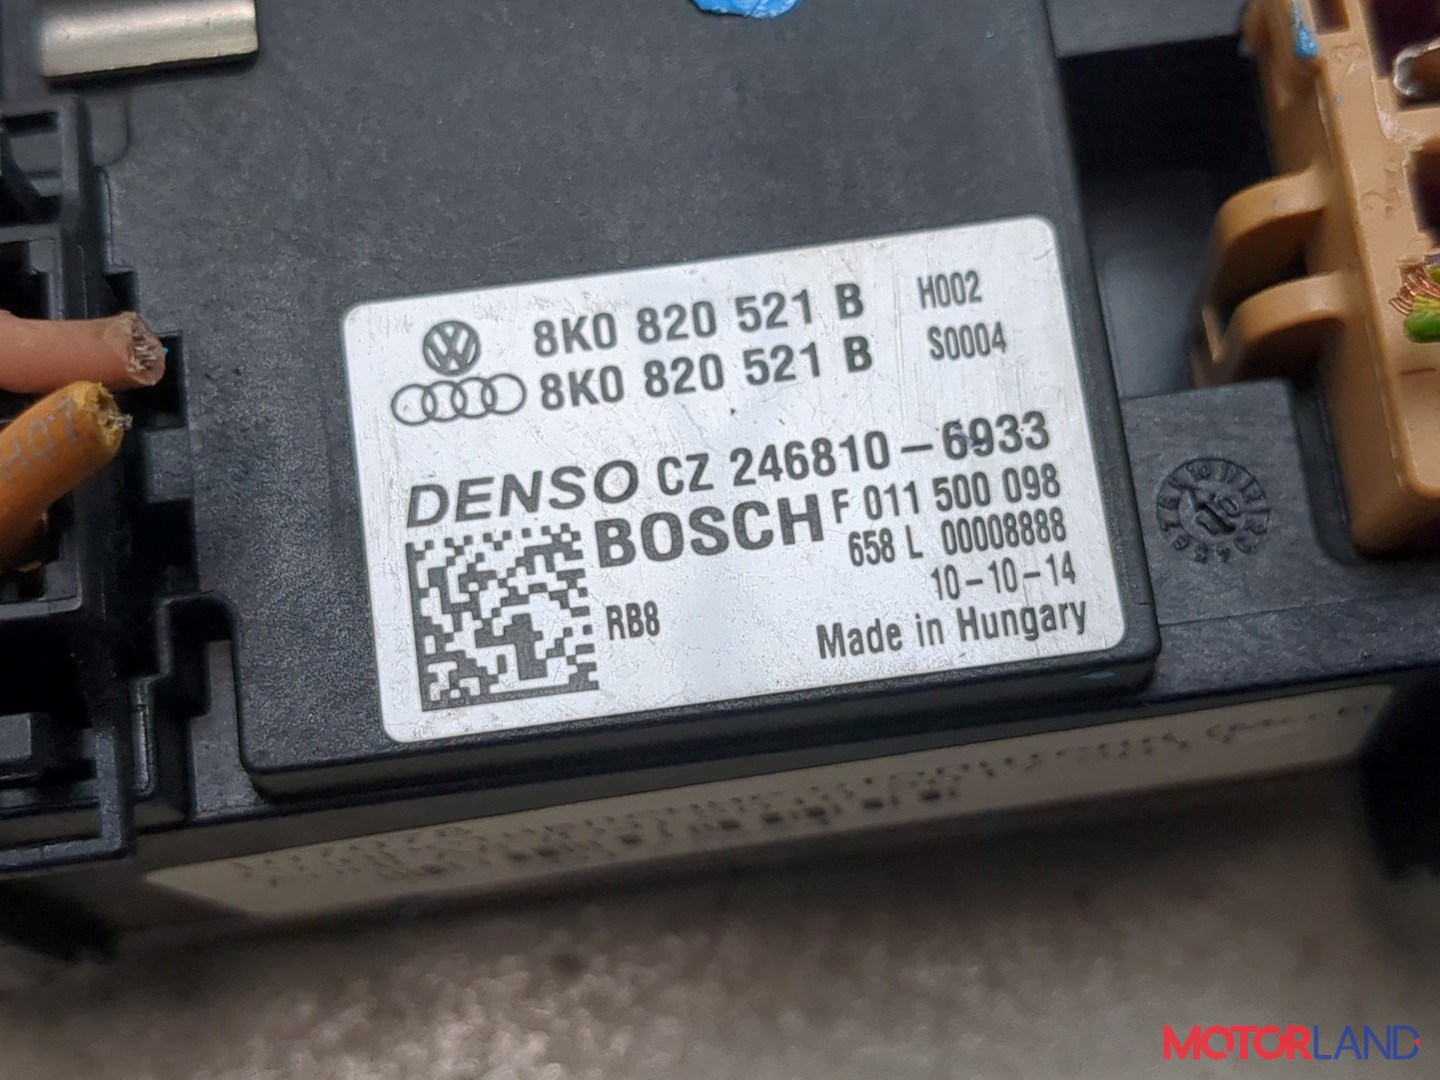 8K0 820 521 B H002
8K0 820 521 B S0004
DENSO CZ 246810-6933
BOSCH F 011 500 098
658 L 00008888
10-10-14
RB8
Made in Hungary
H07
MOTORLAND